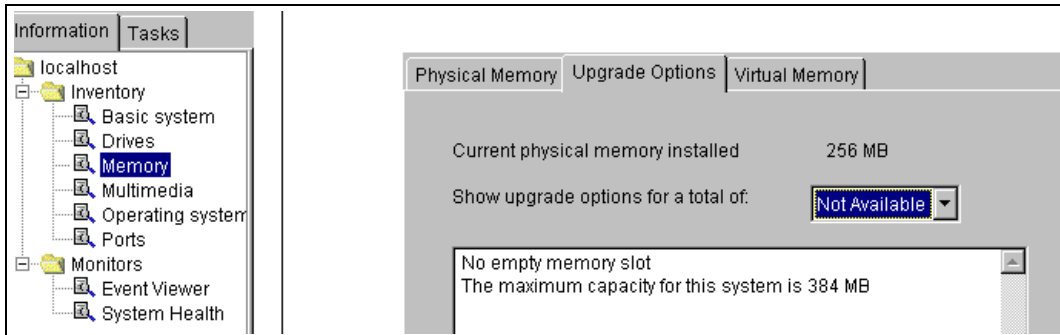 Information Tasks
localhost
Inventory
Basic system
Drives
Memory
Multimedia
Operating system
Ports
Monitors
Event Viewer
System Health
Physical Memory Upgrade Options Virtual Memory
Current physical memory installed 256 MB
Show upgrade options for a total of: Not Available
No empty memory slot
The maximum capacity for this system is 384 MB